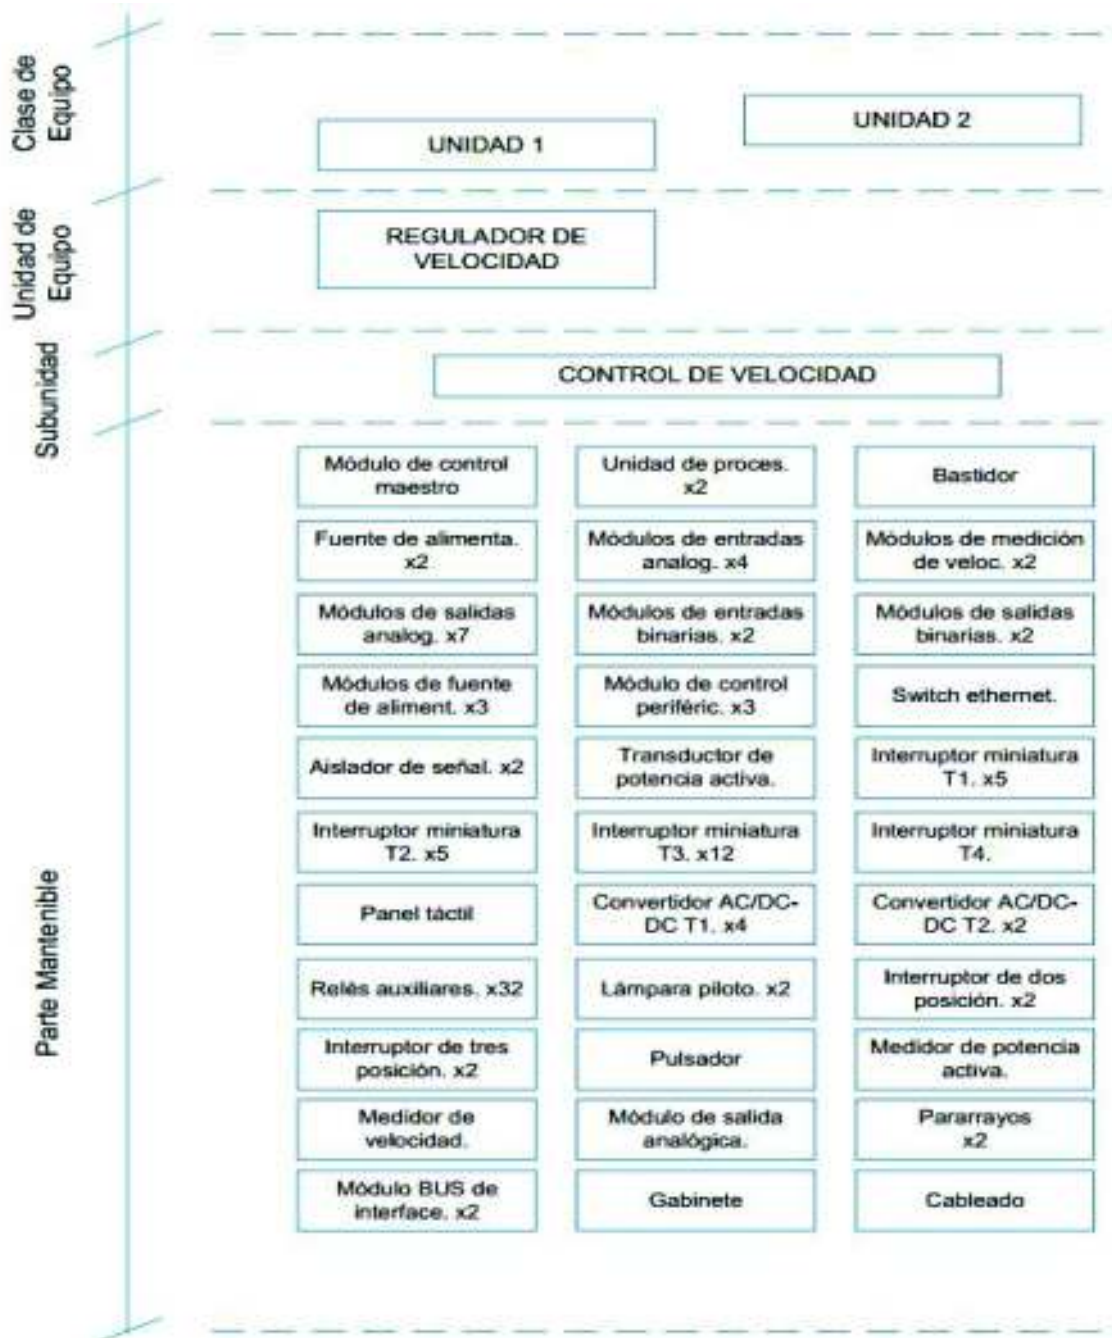 Clase de
Equipo
UNIDAD 1
UNIDAD 2
Unidad de
Equipo
REGULADOR DE
VELOCIDAD
Subunidad
CONTROL DE VELOCIDAD
Parte Mantenible
Módulo de control
maestro
Unidad de proces.
x2
Bastidor
Fuente de alimenta.
x2
Módulos de entradas
analog. x4
Módulos de medición
de veloc. x2
Módulos de salidas
analog. x7
Módulos de entradas
binarias. x2
Módulos de salidas
binarias. x2
Módulos de fuente
de aliment. x3
Módulo de control
periféric. x3
Switch ethernet.
Aislador de señal. x2
Transductor de
potencia activa.
Interruptor miniatura
T1. x5
Interruptor miniatura
T2. x5
Interruptor miniatura
T3. x12
Interruptor miniatura
T4.
Panel táctil
Convertidor AC/DC-
DC T1. x4
Convertidor AC/DC-
DC T2. x2
Relés auxiliares. x32
Lámpara piloto. x2
Interruptor de dos
posición. x2
Interruptor de tres
posición. x2
Pulsador
Medidor de potencia
activa.
Medidor de
velocidad.
Módulo de salida
analógica.
Pararrayos
x2
Módulo BUS de
interface. x2
Gabinete
Cableado